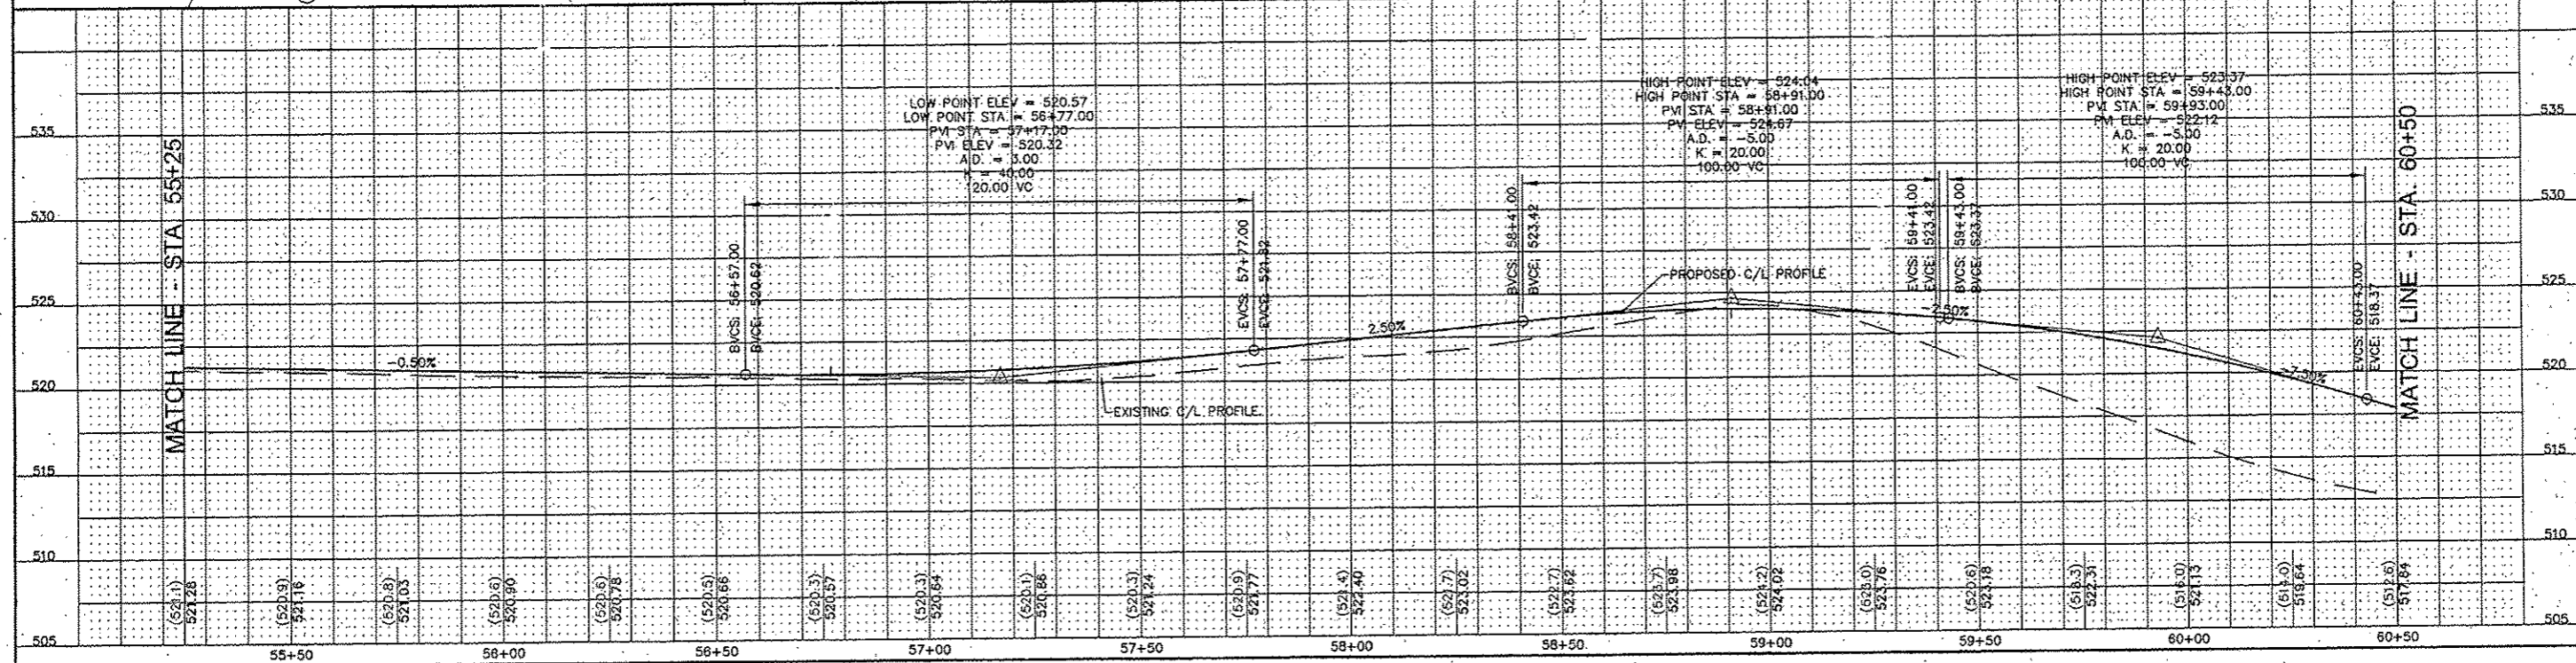 LOW POINT ELEV = 520.57
LOW POINT STA = 56+77.00
PVI STA = 57+17.00
PVI ELEV = 520.32
A.D. = 3.00
K = 40.00
120.00 VC
HIGH POINT ELEV = 524.04
HIGH POINT STA = 58+91.00
PVI STA = 58+91.00
PVI ELEV = 524.67
A.D. = -5.00
K = 20.00
100.00 VC
HIGH POINT ELEV = 523.37
HIGH POINT STA = 59+43.00
PVI STA = 59+93.00
PVI ELEV = 522.12
A.D. = -5.00
K = 20.00
100.00 VC
535
530
525
520
515
510
505
535
530
525
520
515
510
505
MATCH LINE - STA 55+25
MATCH LINE - STA 60+50
BVCS: 56+57.00
BVCE: 520.62
EVCS: 57+77.00
EVCE: 521.82
BVCS: 58+41.00
BVCE: 523.42
EVCS: 59+41.00
EVCE: 523.42
BVCS: 59+43.00
BVCE: 523.37
EVCS: 60+43.00
EVCE: 518.37
-0.50%
2.50%
-2.50%
-7.50%
PROPOSED C/L PROFILE
EXISTING C/L PROFILE
(521.1)
521.28
(520.9)
521.16
(520.8)
521.03
(520.6)
520.90
(520.6)
520.78
(520.5)
520.66
(520.3)
520.57
(520.3)
520.64
(520.1)
520.86
(520.3)
521.24
(520.9)
521.77
522.40
(521.7)
523.02
(522.7)
523.62
(523.7)
523.98
524.02
(523.0)
523.76
(520.6)
523.18
(518.3)
522.31
(516.0)
521.13
(514.0)
519.64
(512.6)
517.84
55+50
56+00
56+50
57+00
57+50
58+00
58+50
59+00
59+50
60+00
60+50